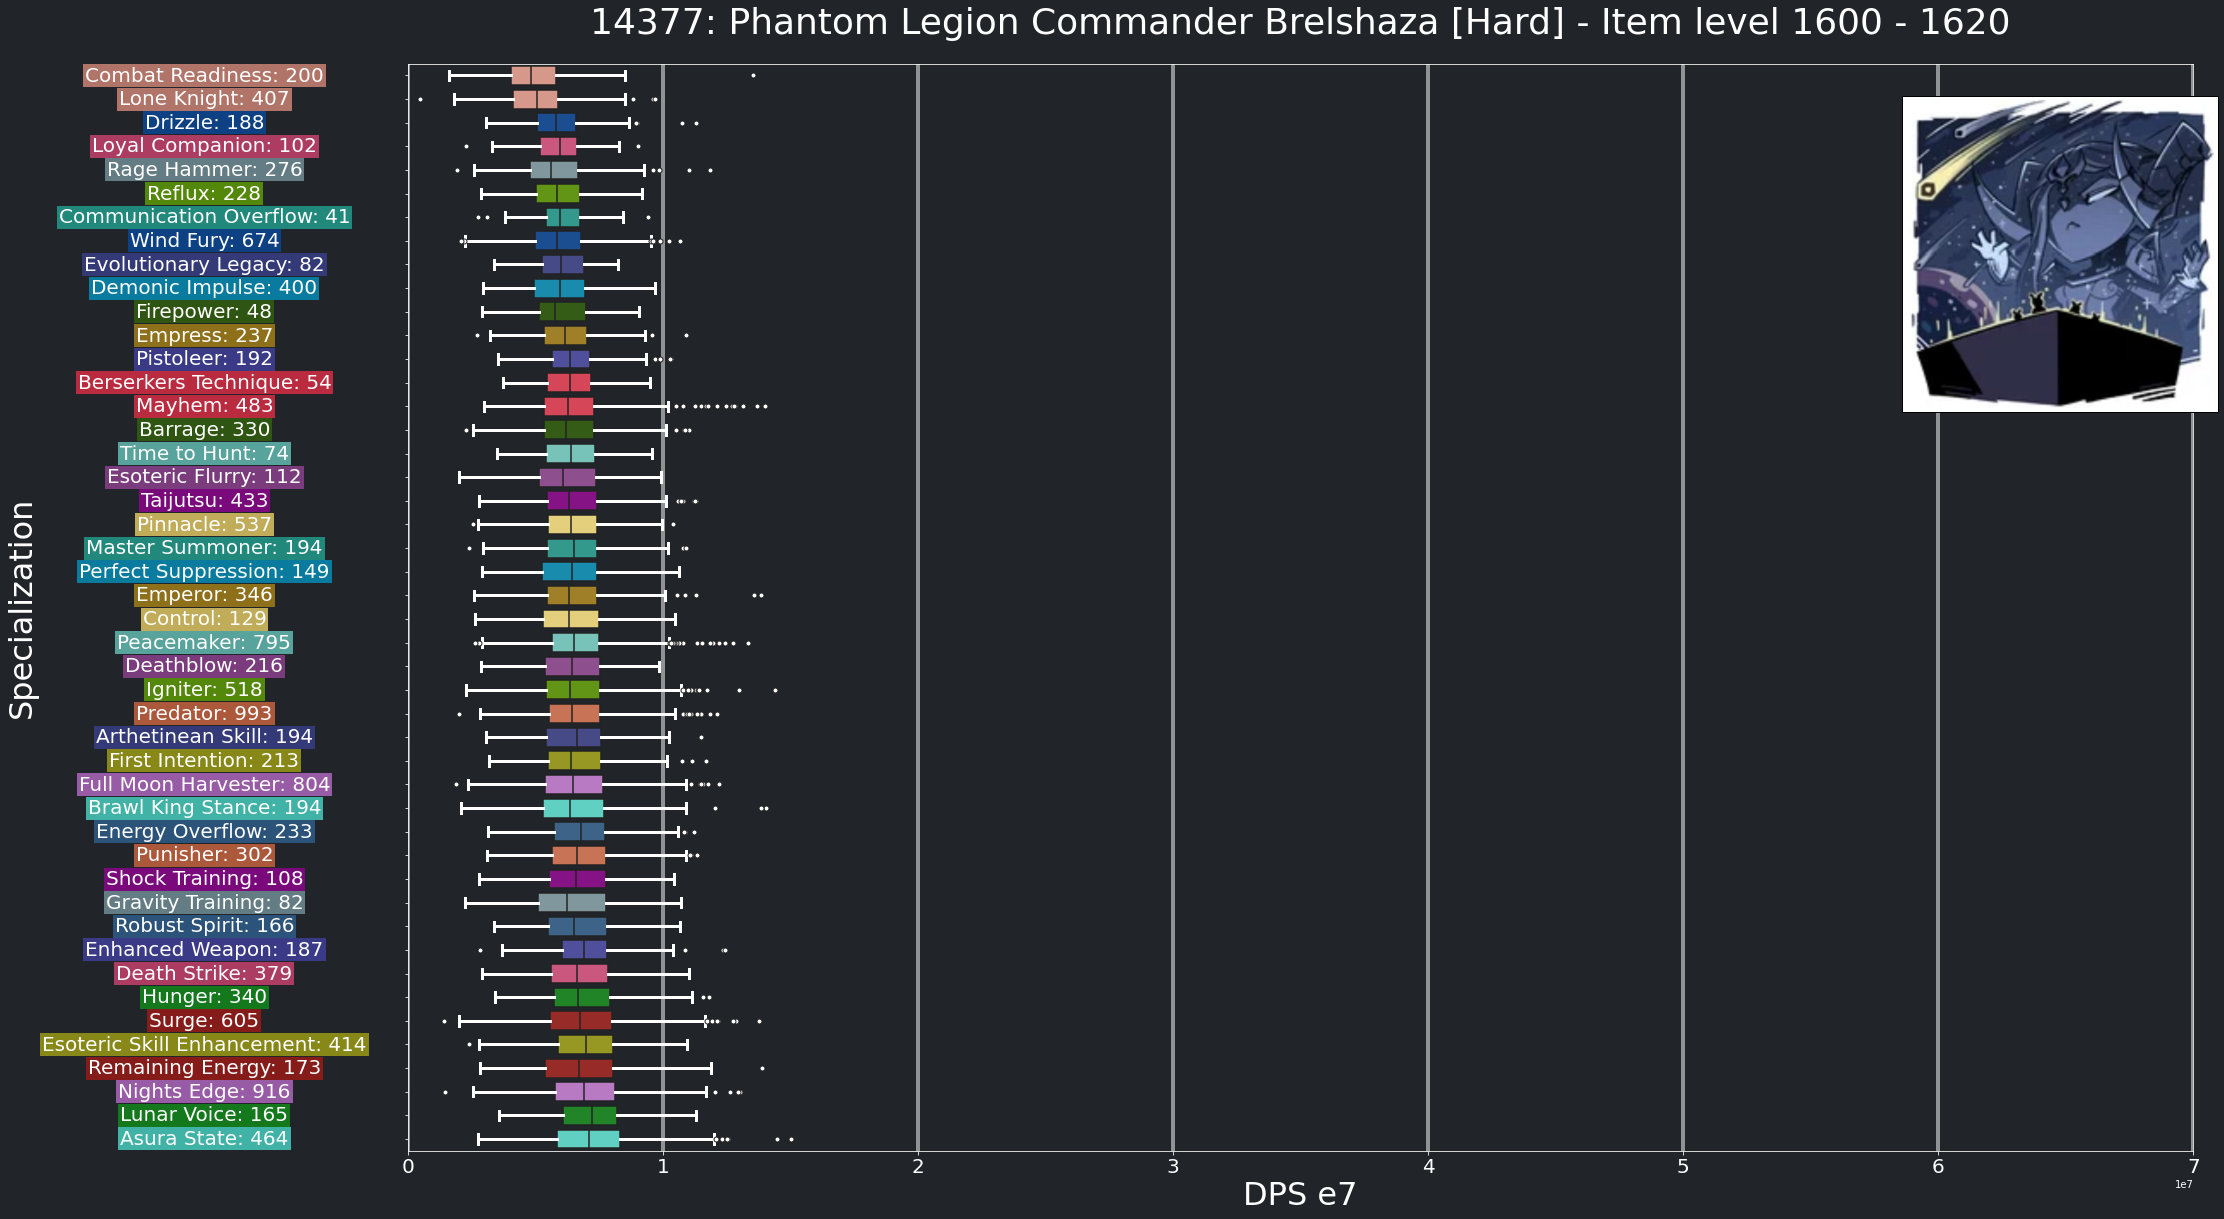 14377: Phantom Legion Commander Brelshaza [Hard] - Item level 1600 - 1620
Combat Readiness: 200
Lone Knight: 407
Drizzle: 188
Loyal Companion: 102
Rage Hammer: 276
Reflux: 228
Communication Overflow: 41
Wind Fury: 674
Evolutionary Legacy: 82
Demonic Impulse: 400
Firepower: 48
Empress: 237
Pistoleer: 192
Berserkers Technique: 54
Mayhem: 483
Barrage: 330
Time to Hunt: 74
Esoteric Flurry: 112
Taijutsu: 433
Pinnacle: 537
Master Summoner: 194
Perfect Suppression: 149
Emperor: 346
Control: 129
Peacemaker: 795
Deathblow: 216
Igniter: 518
Predator: 993
Arthetinean Skill: 194
First Intention: 213
Full Moon Harvester: 804
Brawl King Stance: 194
Energy Overflow: 233
Punisher: 302
Shock Training: 108
Gravity Training: 82
Robust Spirit: 166
Enhanced Weapon: 187
Death Strike: 379
Hunger: 340
Surge: 605
Esoteric Skill Enhancement: 414
Remaining Energy: 173
Nights Edge: 916
Lunar Voice: 165
Asura State: 464
Specialization
0 1 2 3 4 5 6 7
DPS e7
1e7